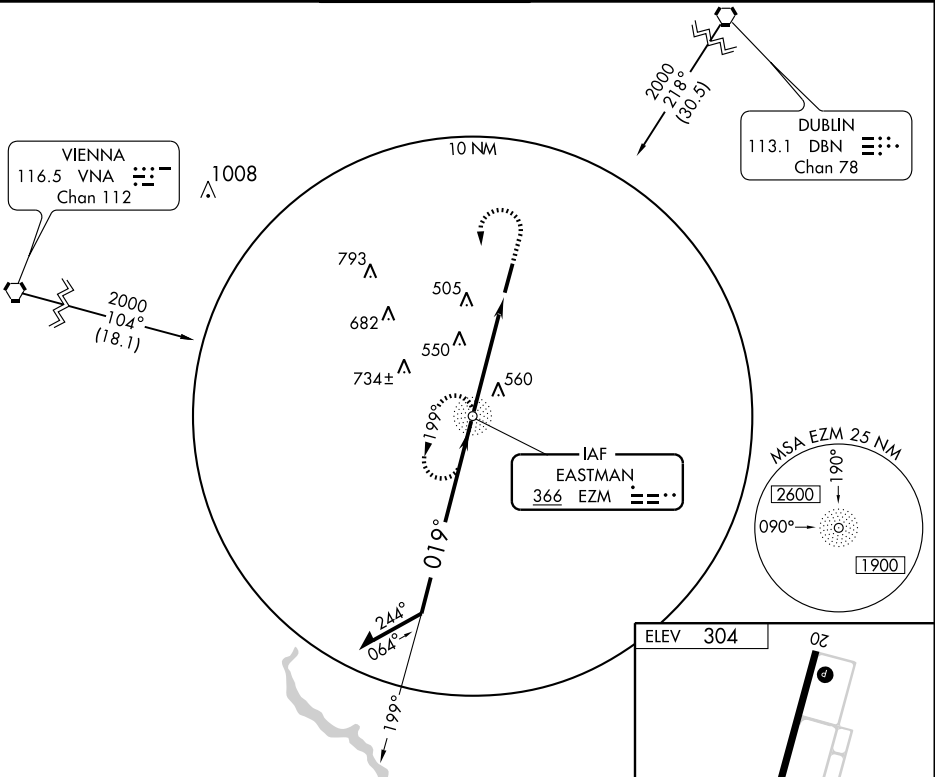 2000
218°
(30.5)
DUBLIN
113.1 DBN
Chan 78
VIENNA
116.5 VNA
Chan 112
1008
10 NM
2000
104°
(18.1)
793
505
682
550
734±
560
199°
IAF
EASTMAN
366 EZM
MSA EZM 25 NM
190°
2600
090°
1900
019°
244°
064°
199°
ELEV 304
20
P